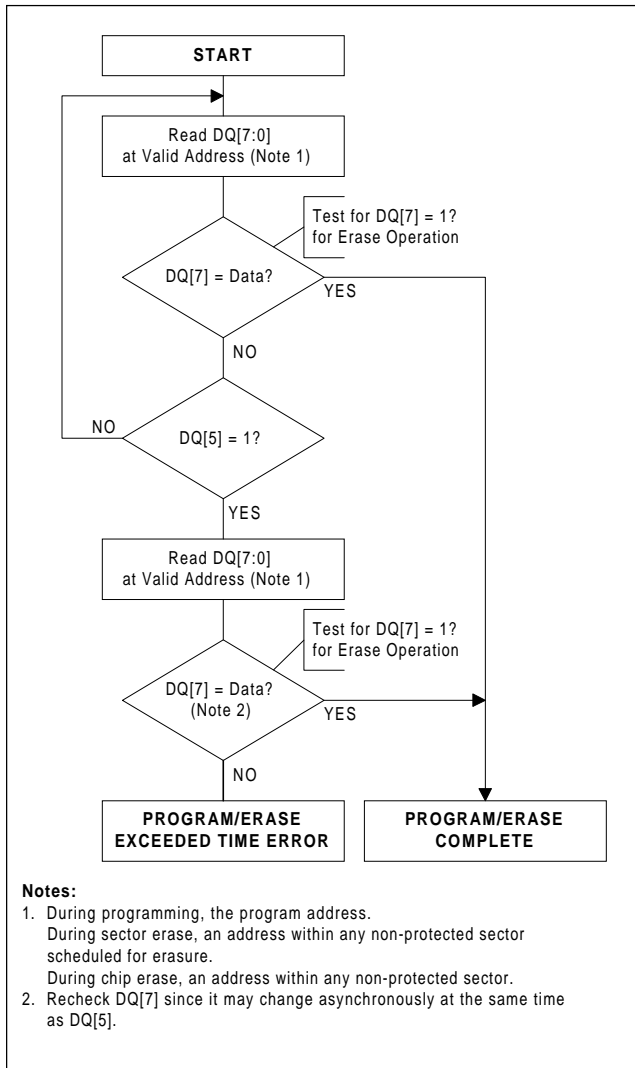 START
Read DQ[7:0]
at Valid Address (Note 1)
Test for DQ[7] = 1?
for Erase Operation
DQ[7] = Data?
YES
NO
NO
DQ[5] = 1?
YES
Read DQ[7:0]
at Valid Address (Note 1)
Test for DQ[7] = 1?
for Erase Operation
DQ[7] = Data?
(Note 2)
YES
NO
PROGRAM/ERASE
EXCEEDED TIME ERROR
PROGRAM/ERASE
COMPLETE
Notes:
1. During programming, the program address.
During sector erase, an address within any non-protected sector
scheduled for erasure.
During chip erase, an address within any non-protected sector.
2. Recheck DQ[7] since it may change asynchronously at the same time
as DQ[5].